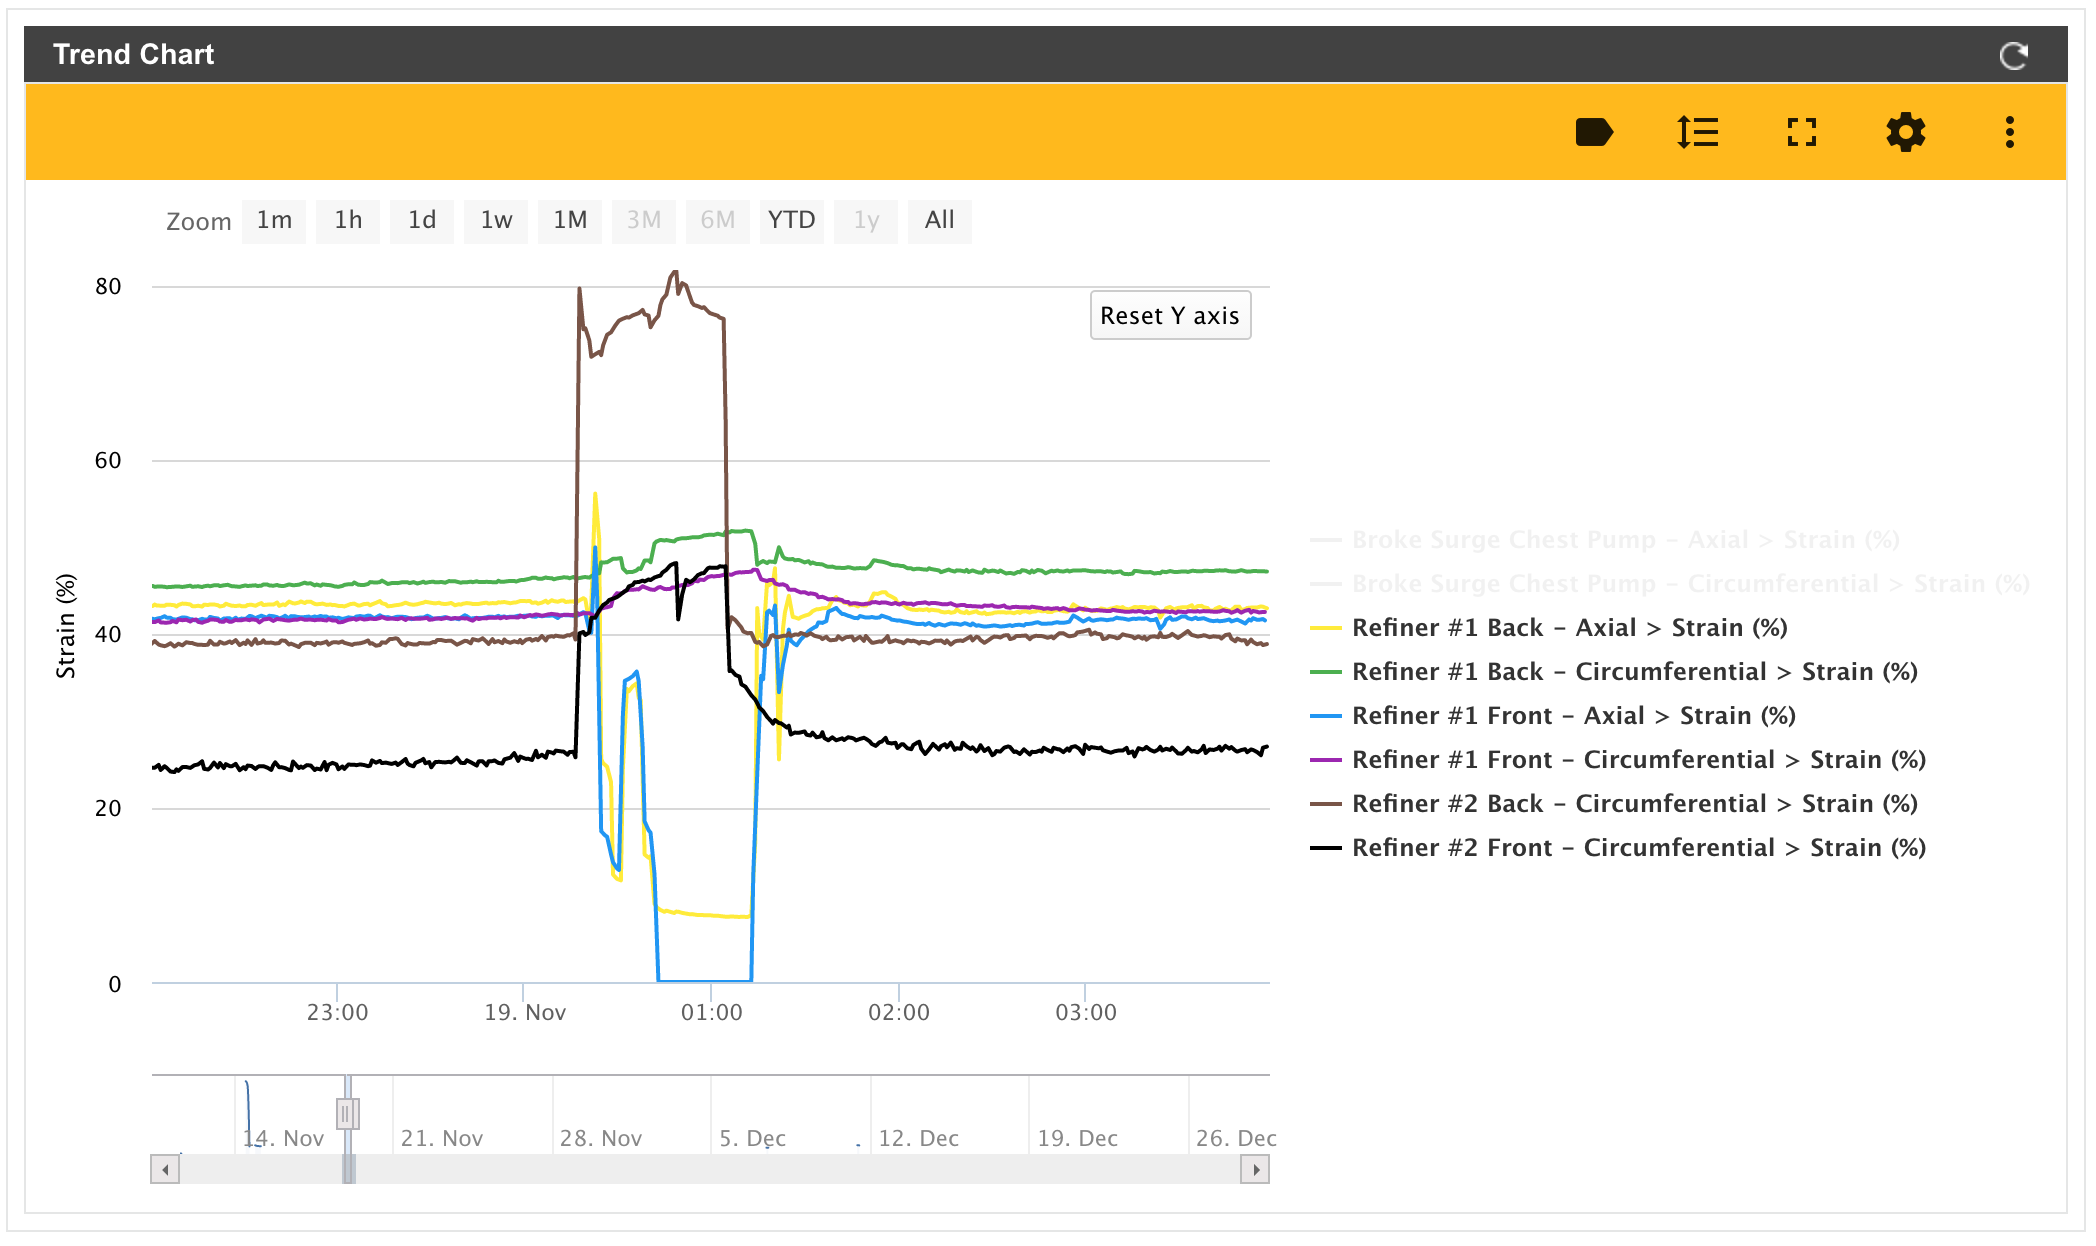 Trend Chart
Zoom 1m 1h 1d 1w 1M 3M 6M YTD 1y All
Reset Y axis
80
60
40
20
0
Strain (%)
23:00 19. Nov 01:00 02:00 03:00
Broke Surge Chest Pump – Axial > Strain (%)
Broke Surge Chest Pump – Circumferential > Strain (%)
Refiner #1 Back – Axial > Strain (%)
Refiner #1 Back – Circumferential > Strain (%)
Refiner #1 Front – Axial > Strain (%)
Refiner #1 Front – Circumferential > Strain (%)
Refiner #2 Back – Circumferential > Strain (%)
Refiner #2 Front – Circumferential > Strain (%)
14. Nov 21. Nov 28. Nov 5. Dec 12. Dec 19. Dec 26. Dec